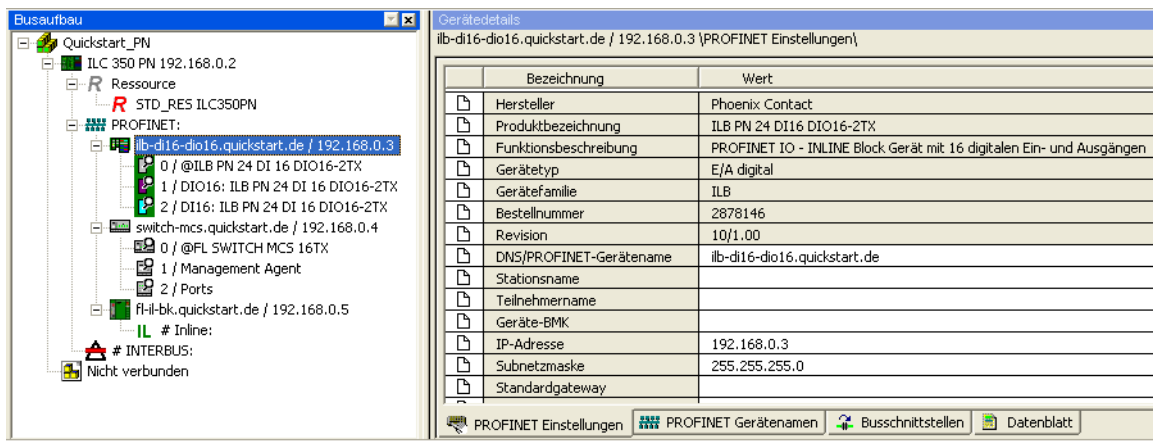 Busaufbau
Quickstart_PN
ILC 350 PN 192.168.0.2
R Ressource
R STD_RES ILC350PN
PROFINET:
ilb-di16-dio16.quickstart.de / 192.168.0.3
0 / @ILB PN 24 DI 16 DIO16-2TX
1 / DIO16: ILB PN 24 DI 16 DIO16-2TX
2 / DI16: ILB PN 24 DI 16 DIO16-2TX
switch-mcs.quickstart.de / 192.168.0.4
0 / @FL SWITCH MCS 16TX
1 / Management Agent
2 / Ports
fl-il-bk.quickstart.de / 192.168.0.5
IL # Inline:
# INTERBUS:
Nicht verbunden
Gerätedetails
ilb-di16-dio16.quickstart.de / 192.168.0.3 \PROFINET Einstellungen\
Bezeichnung Wert
Hersteller Phoenix Contact
Produktbezeichnung ILB PN 24 DI16 DIO16-2TX
Funktionsbeschreibung PROFINET IO - INLINE Block Gerät mit 16 digitalen Ein- und Ausgängen
Gerätetyp E/A digital
Gerätefamilie ILB
Bestellnummer 2878146
Revision 10/1.00
DNS/PROFINET-Gerätename ilb-di16-dio16.quickstart.de
Stationsname
Teilnehmername
Geräte-BMK
IP-Adresse 192.168.0.3
Subnetzmaske 255.255.255.0
Standardgateway
PROFINET Einstellungen PROFINET Gerätenamen Busschnittstellen Datenblatt